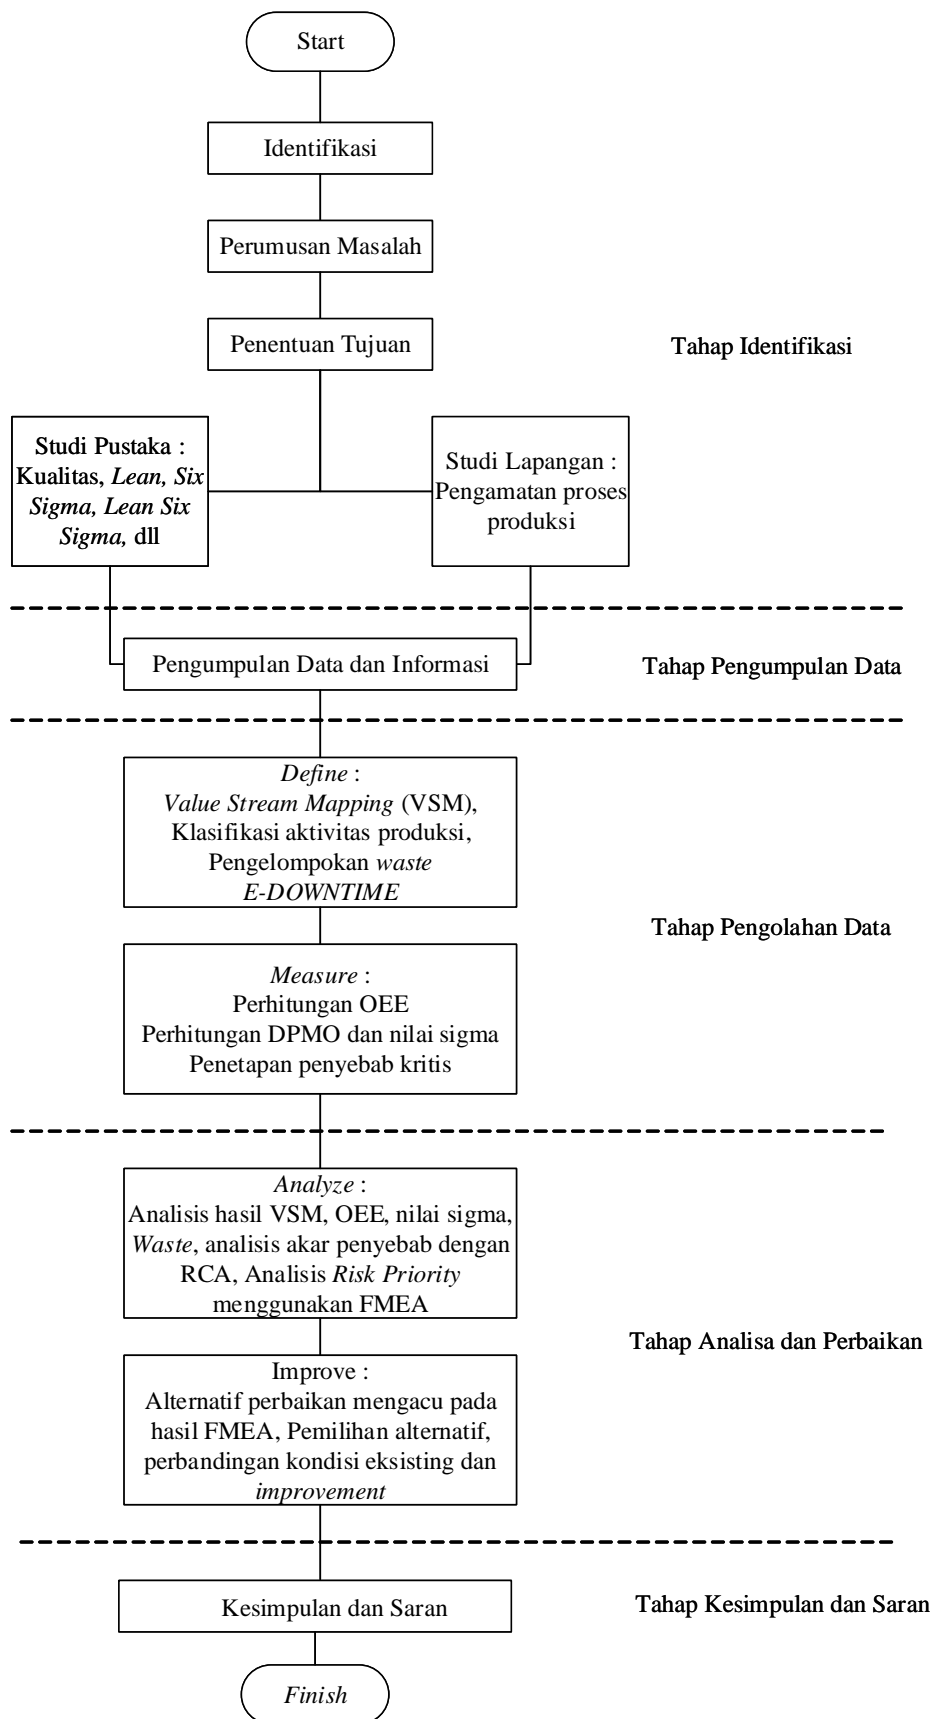 Start
Identifikasi
Perumusan Masalah
Penentuan Tujuan
Tahap Identifikasi
Studi Pustaka :
Kualitas, Lean, Six
Sigma, Lean Six
Sigma, dll
Studi Lapangan :
Pengamatan proses
produksi
Pengumpulan Data dan Informasi
Tahap Pengumpulan Data
Define :
Value Stream Mapping (VSM),
Klasifikasi aktivitas produksi,
Pengelompokan waste
E-DOWNTIME
Tahap Pengolahan Data
Measure :
Perhitungan OEE
Perhitungan DPMO dan nilai sigma
Penetapan penyebab kritis
Analyze :
Analisis hasil VSM, OEE, nilai sigma,
Waste, analisis akar penyebab dengan
RCA, Analisis Risk Priority
menggunakan FMEA
Tahap Analisa dan Perbaikan
Improve :
Alternatif perbaikan mengacu pada
hasil FMEA, Pemilihan alternatif,
perbandingan kondisi eksisting dan
improvement
Kesimpulan dan Saran
Tahap Kesimpulan dan Saran
Finish